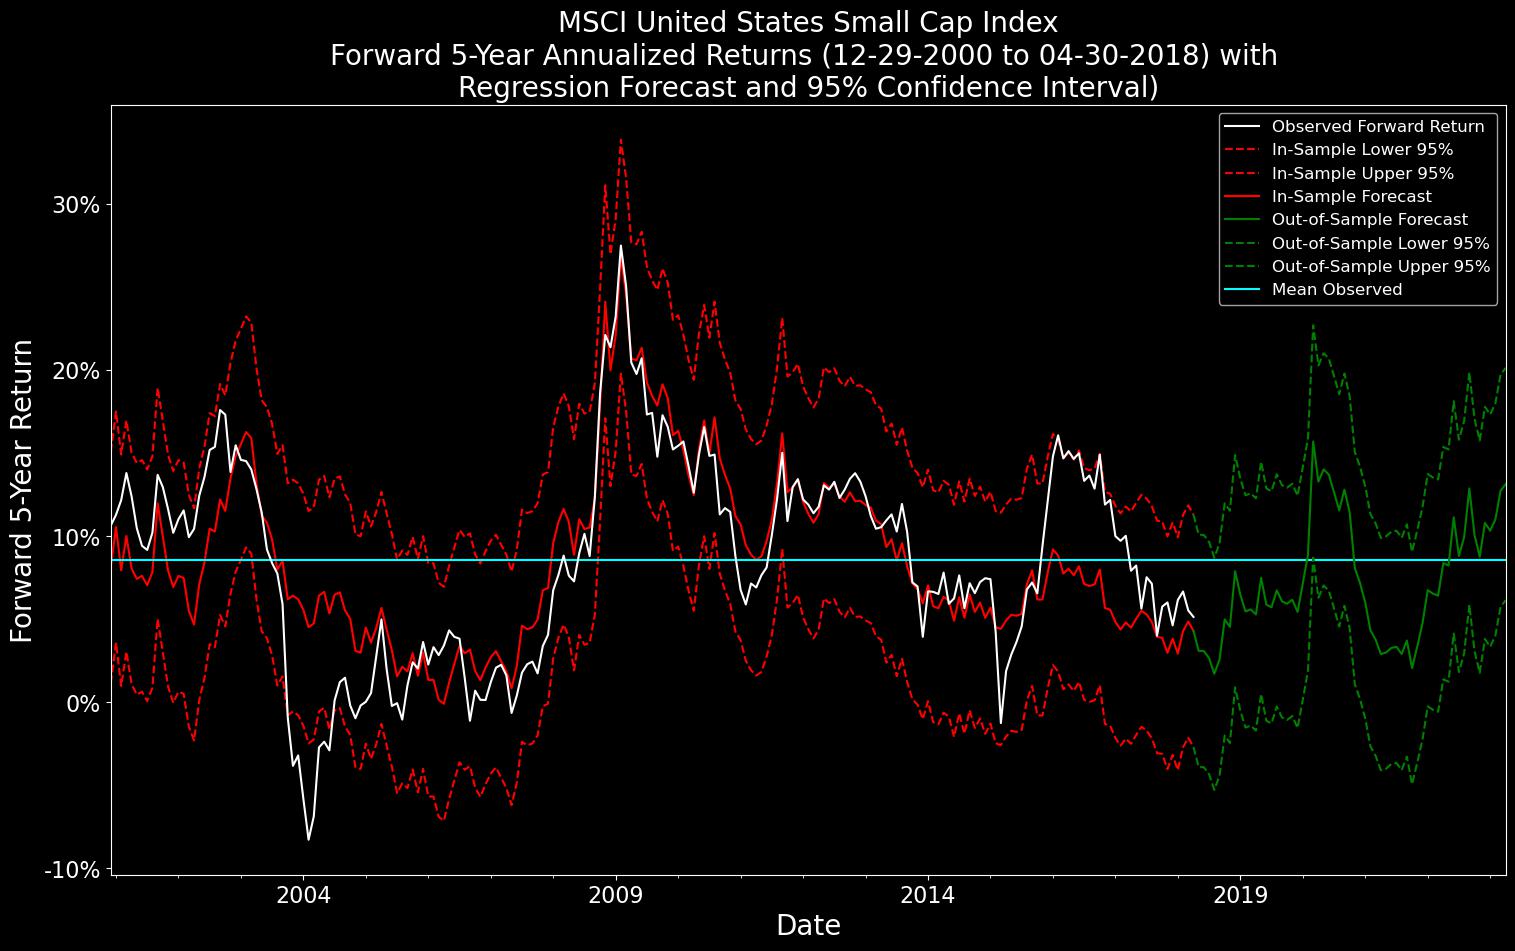 MSCI United States Small Cap Index
Forward 5-Year Annualized Returns (12-29-2000 to 04-30-2018) with
Regression Forecast and 95% Confidence Interval)
Observed Forward Return
In-Sample Lower 95%
In-Sample Upper 95%
In-Sample Forecast
Out-of-Sample Forecast
Out-of-Sample Lower 95%
Out-of-Sample Upper 95%
Mean Observed
Forward 5-Year Return
30%
20%
10%
0%
-10%
2004
2009
2014
2019
Date